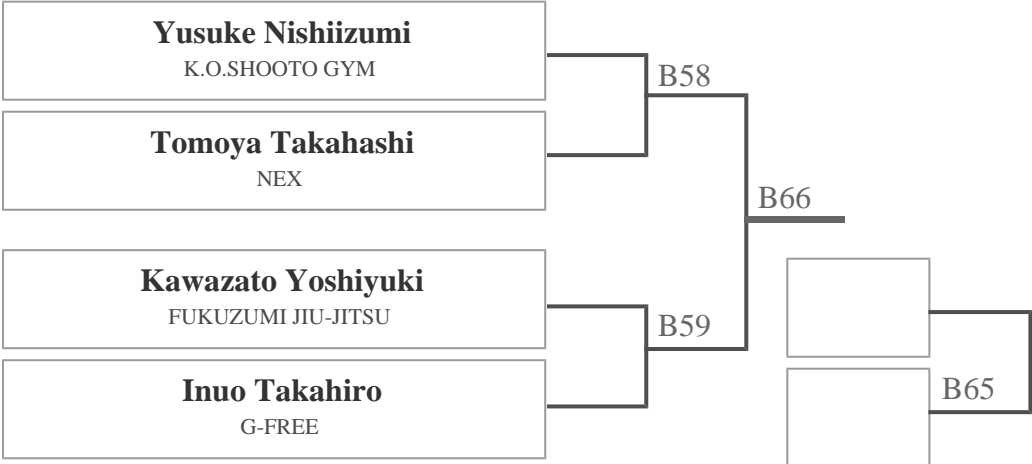 Yusuke Nishiizumi
K.O.SHOOTO GYM
B58
Tomoya Takahashi
NEX
B66
Kawazato Yoshiyuki
FUKUZUMI JIU-JITSU
B59
Inuo Takahiro
G-FREE
B65